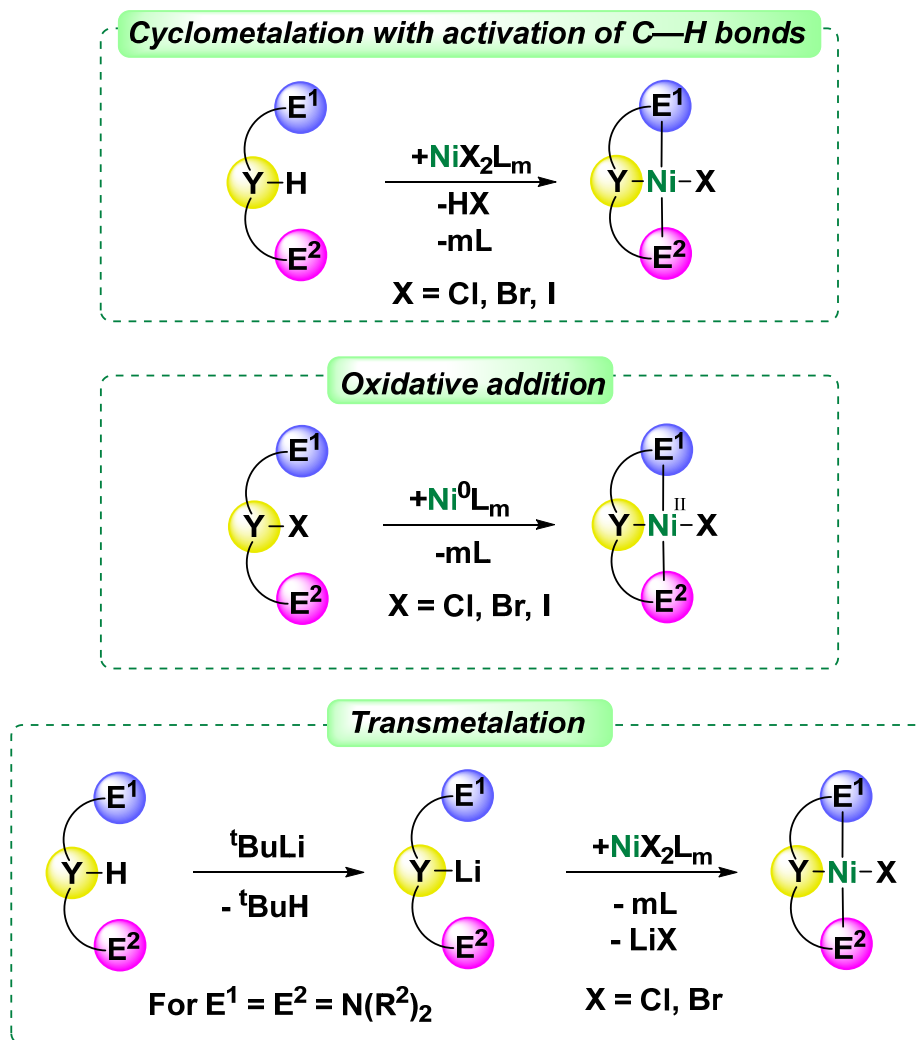 Cyclometalation with activation of C—H bonds
E¹
Y–H
E²
+NiX₂Lₘ
-HX
-mL
X = Cl, Br, I
E¹
Y–Ni–X
E²
Oxidative addition
E¹
Y–X
E²
+Ni⁰Lₘ
-mL
X = Cl, Br, I
E¹
II
Y–Ni–X
E²
Transmetalation
E¹
Y–H
E²
ᵗBuLi
- ᵗBuH
For E¹ = E² = N(R²)₂
E¹
Y–Li
E²
+NiX₂Lₘ
- mL
- LiX
X = Cl, Br
E¹
Y–Ni–X
E²